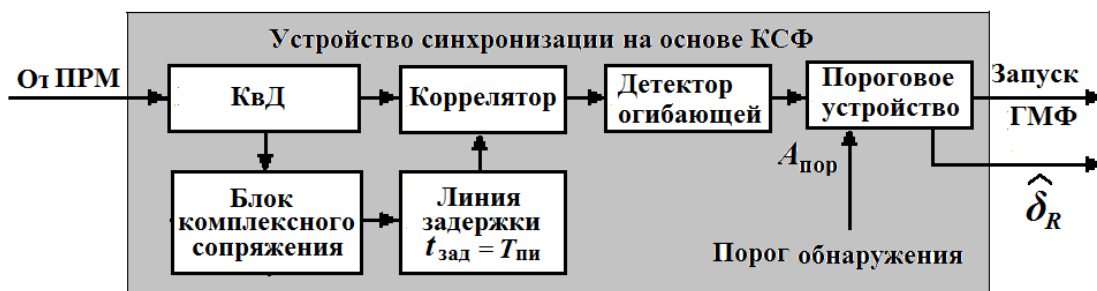 Устройство синхронизации на основе КСФ
От ПРМ
КвД
Коррелятор
Детектор
огибающей
Пороговое
устройство
Запуск
ГМФ
Aпор
δ̂R
Блок
комплексного
сопряжения
Линия
задержки
tзад = Tпи
Порог обнаружения